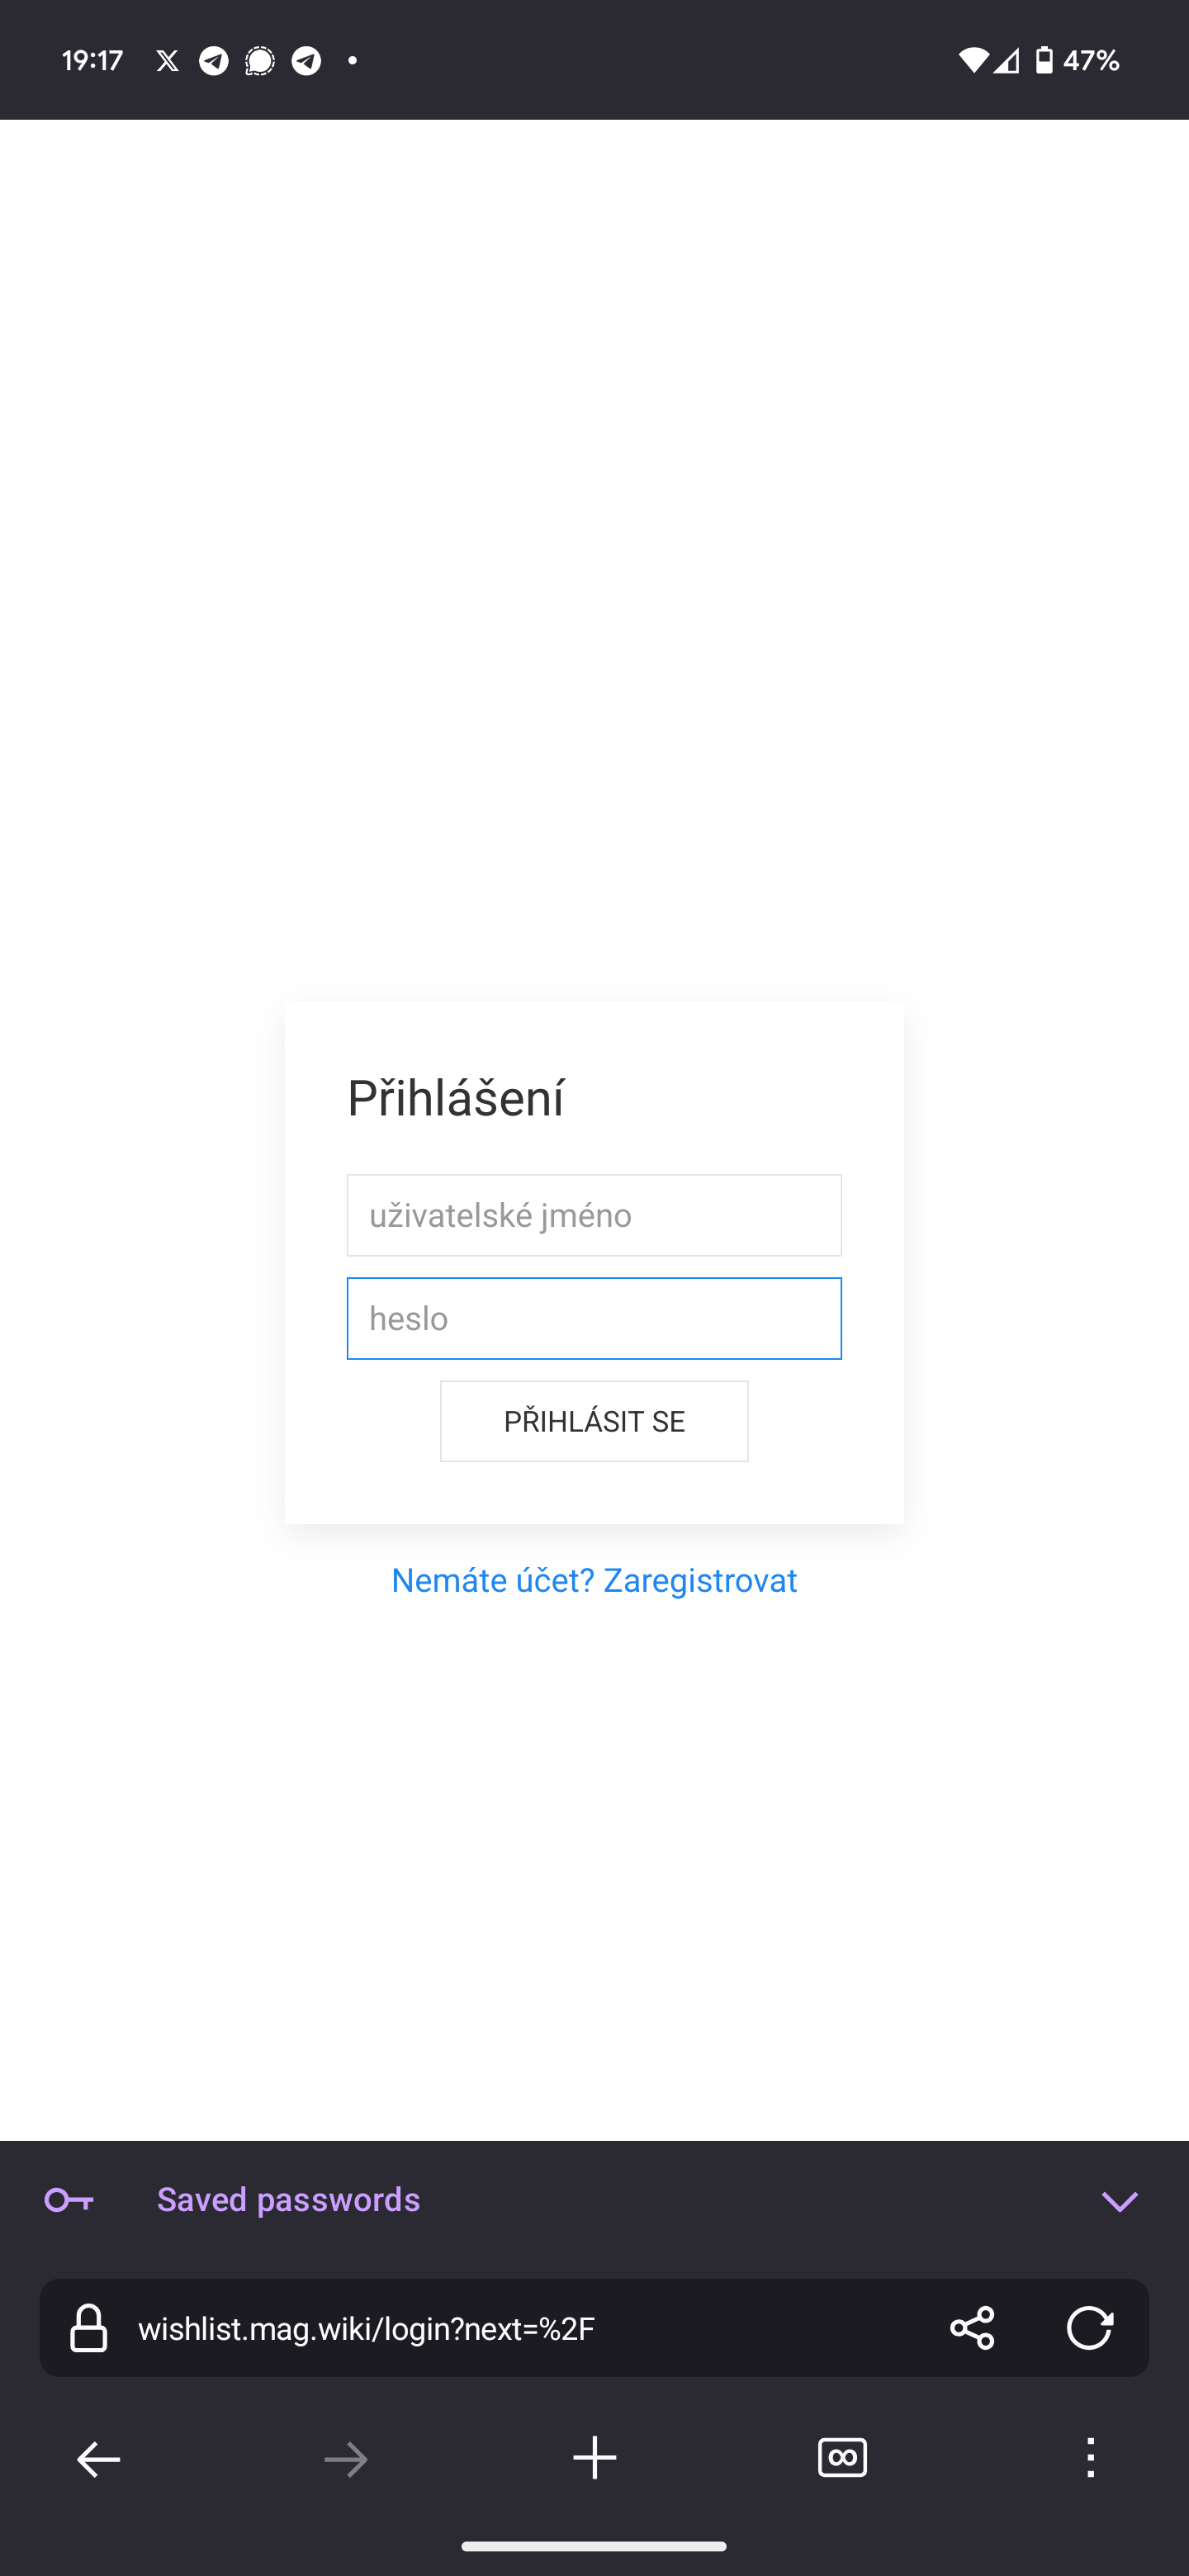 19:17
47%
Přihlášení
uživatelské jméno
heslo
PŘIHLÁSIT SE
Nemáte účet? Zaregistrovat
Saved passwords
wishlist.mag.wiki/login?next=%2F
∞